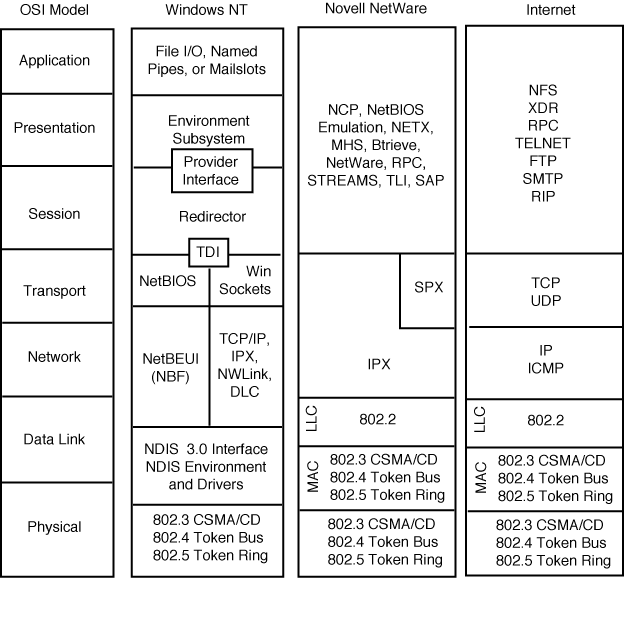 OSI Model
Windows NT
Novell NetWare
Internet
Application
Presentation
Session
Transport
Network
Data Link
Physical
File I/O, Named
Pipes, or Mailslots
Environment
Subsystem
Provider
Interface
Redirector
TDI
NetBIOS
Win
Sockets
NetBEUI
(NBF)
TCP/IP,
IPX,
NWLink,
DLC
NDIS 3.0 Interface
NDIS Environment
and Drivers
802.3 CSMA/CD
802.4 Token Bus
802.5 Token Ring
NCP, NetBIOS
Emulation, NETX,
MHS, Btrieve,
NetWare, RPC,
STREAMS, TLI, SAP
SPX
IPX
LLC
802.2
MAC
802.3 CSMA/CD
802.4 Token Bus
802.5 Token Ring
802.3 CSMA/CD
802.4 Token Bus
802.5 Token Ring
NFS
XDR
RPC
TELNET
FTP
SMTP
RIP
TCP
UDP
IP
ICMP
LLC
802.2
MAC
802.3 CSMA/CD
802.4 Token Bus
802.5 Token Ring
802.3 CSMA/CD
802.4 Token Bus
802.5 Token Ring